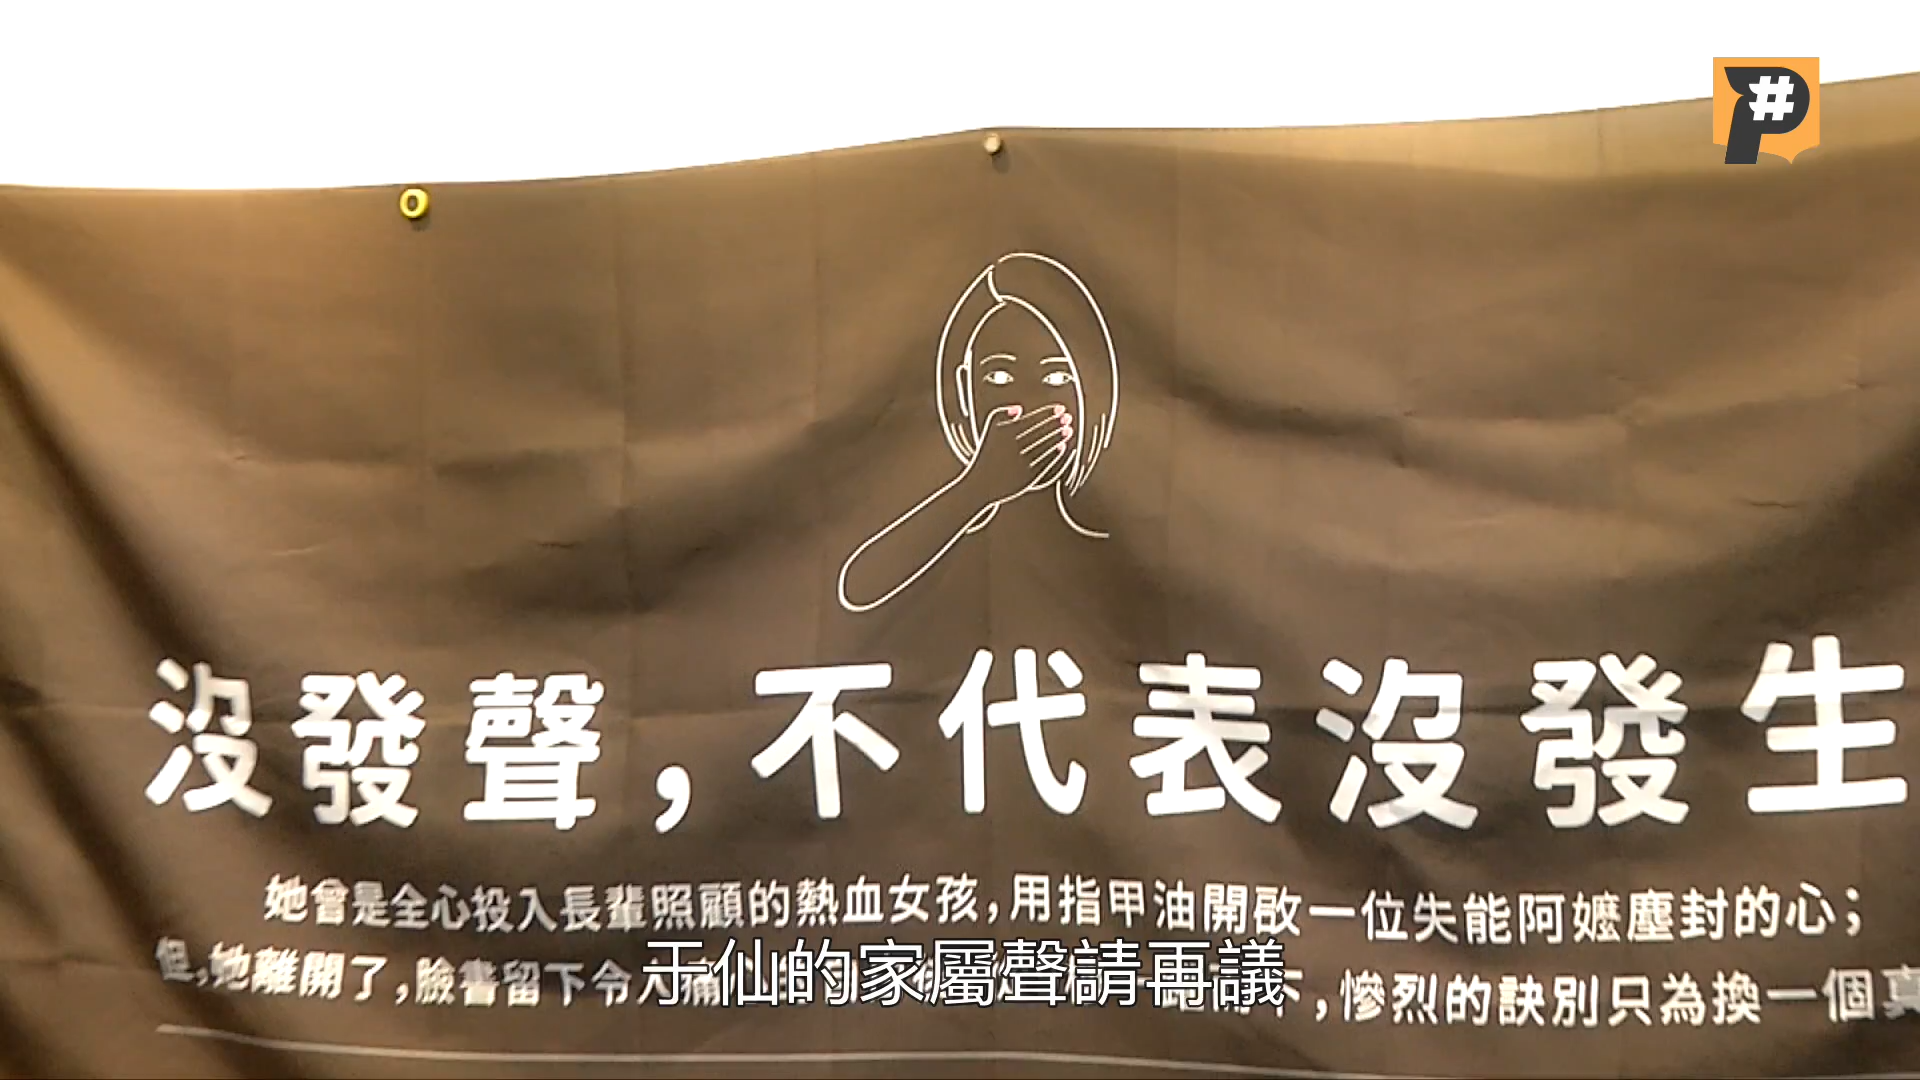 P#
沒發聲，不代表沒發生
她曾是全心投入長輩照顧的熱血女孩，用指甲油開啟一位失能阿嬤塵封的心；
但，她離開了，臉書留下令人痛，慘烈的訣別只為換一個真
于仙的家屬聲請再議